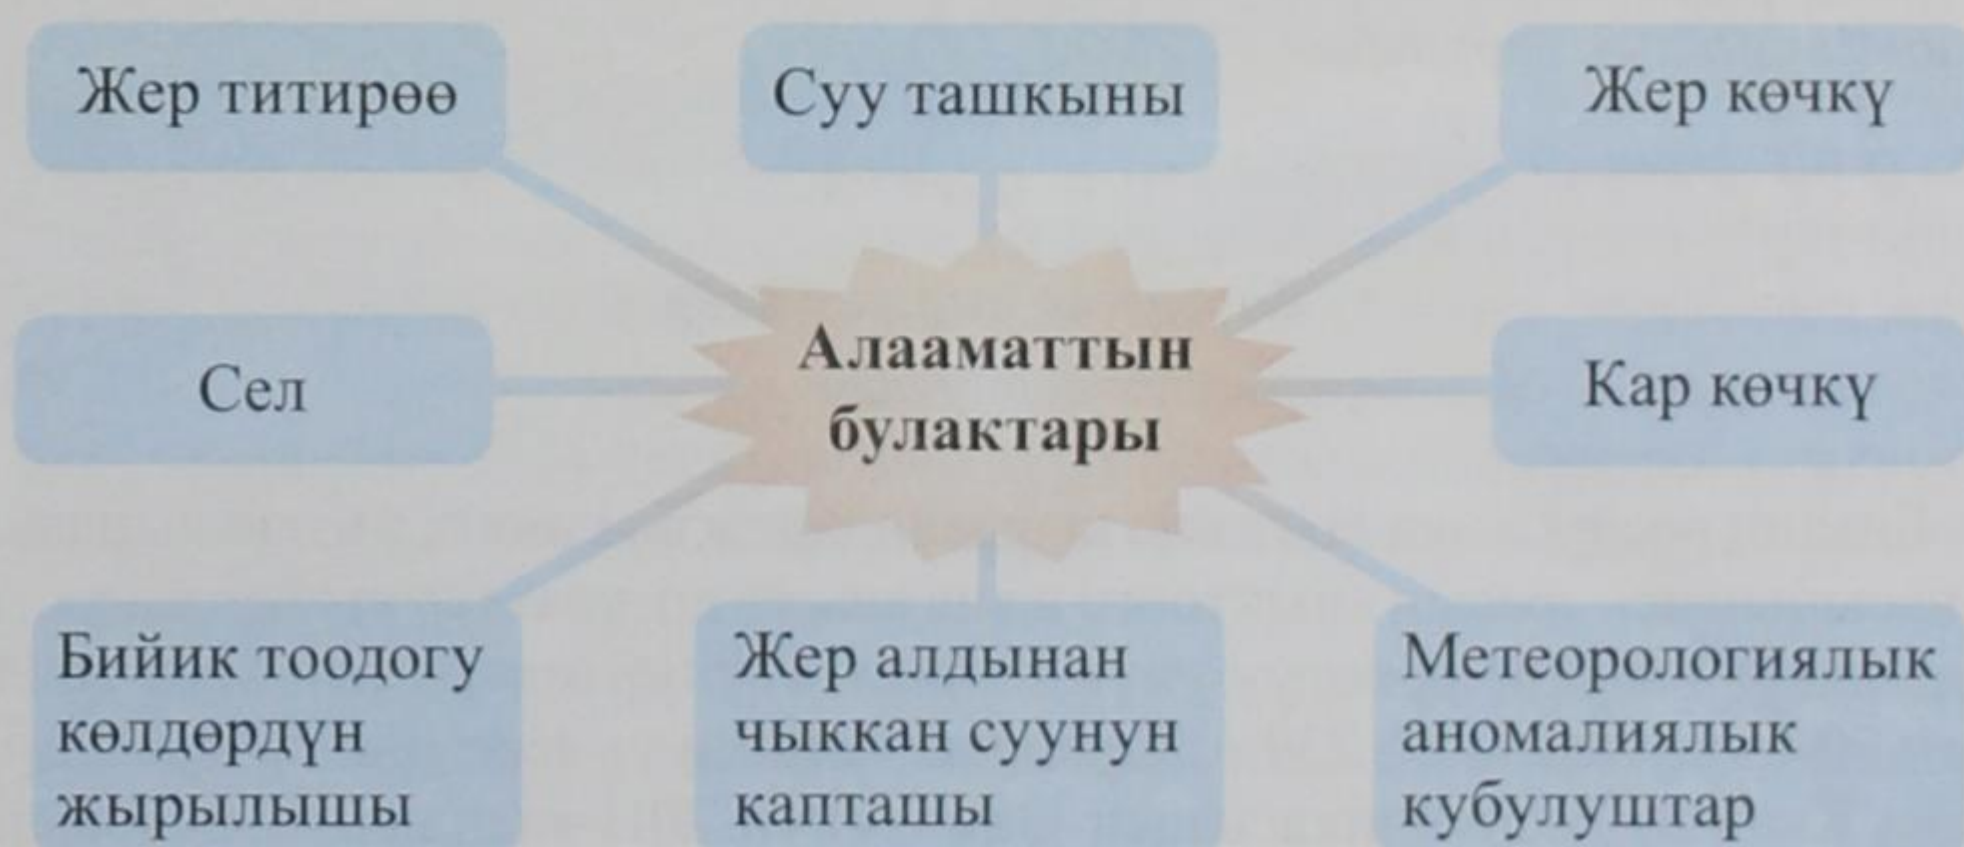 Жер титирөө
Суу ташкыны
Жер көчкү
Сел
Алааматтын
булактары
Кар көчкү
Бийик тоодогу
көлдөрдүн
жырылышы
Жер алдынан
чыккан суунун
капташы
Метеорологиялык
аномалиялык
кубулуштар